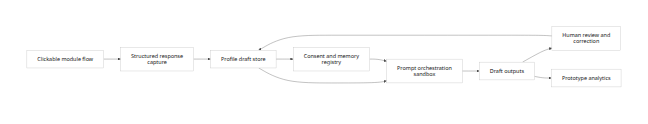 Clickable module flow
Structured response
capture
Profile draft store
Consent and memory
registry
Prompt orchestration
sandbox
Draft outputs
Human review and
correction
Prototype analytics